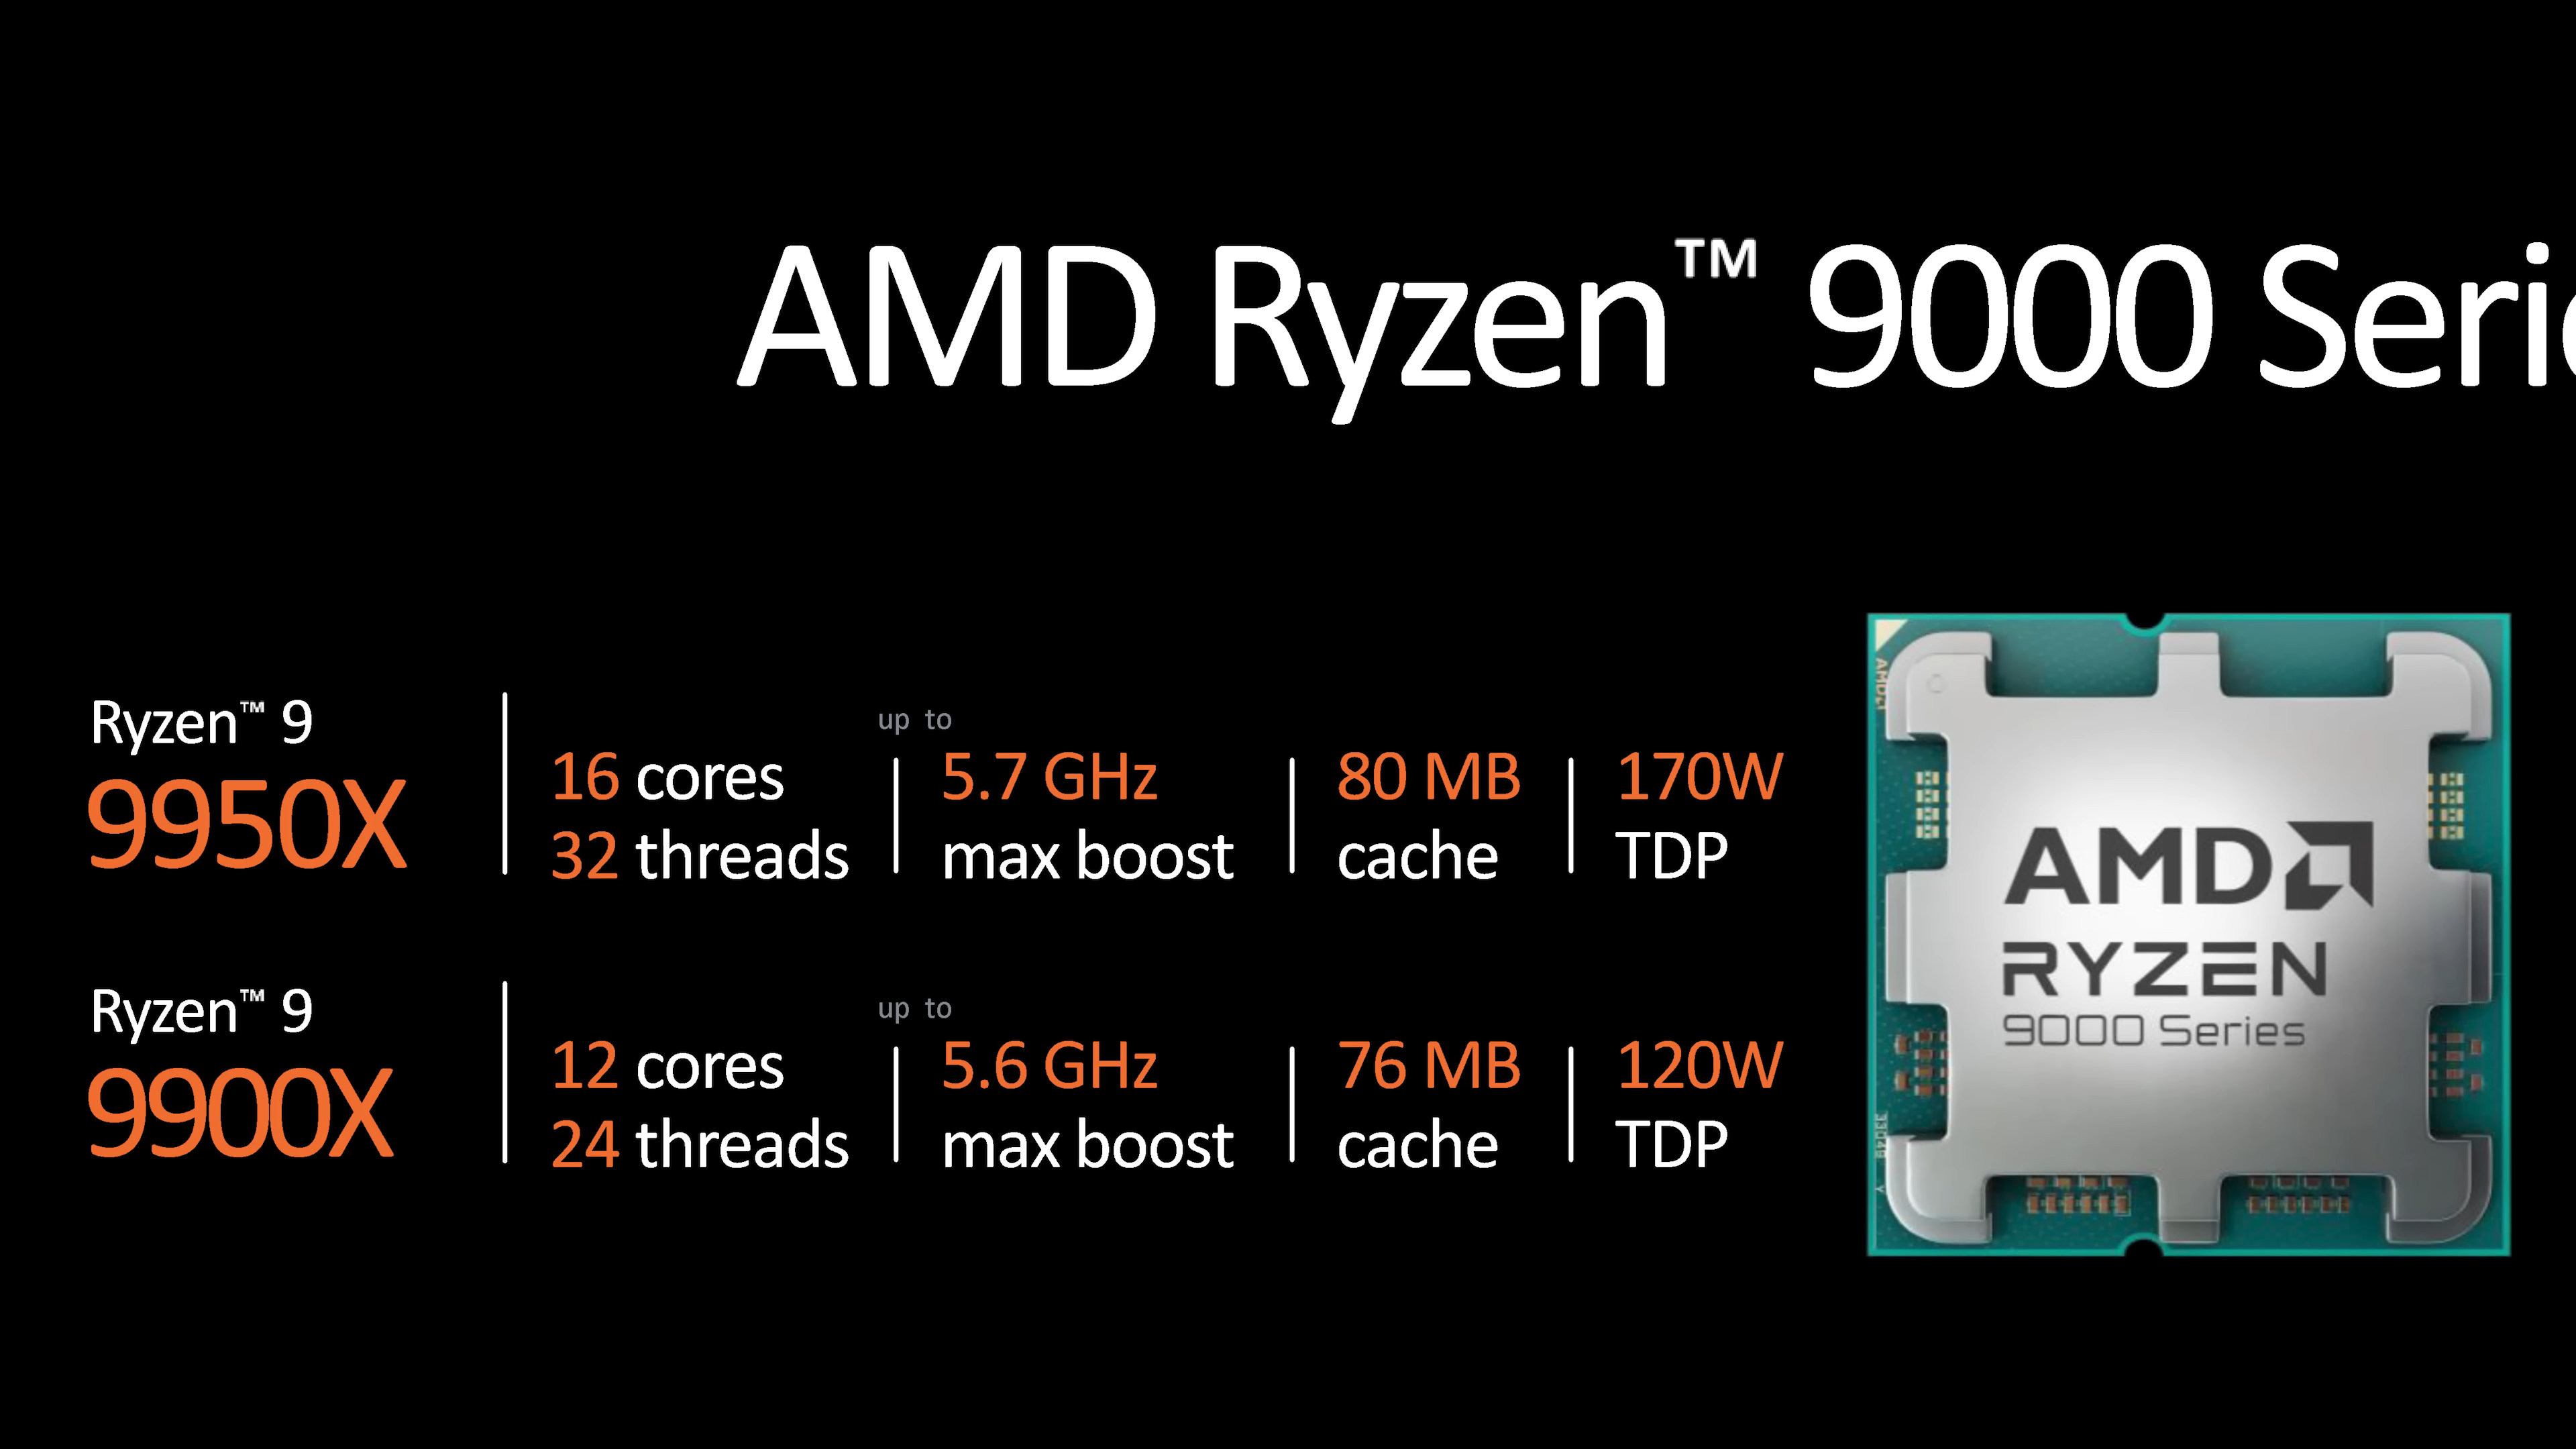 AMD Ryzen™ 9000 Serie
Ryzen™ 9
9950X
16 cores
32 threads
up to
5.7 GHz
max boost
80 MB
cache
170W
TDP
Ryzen™ 9
9900X
12 cores
24 threads
up to
5.6 GHz
max boost
76 MB
cache
120W
TDP
AMD
RYZEN
9000 Series